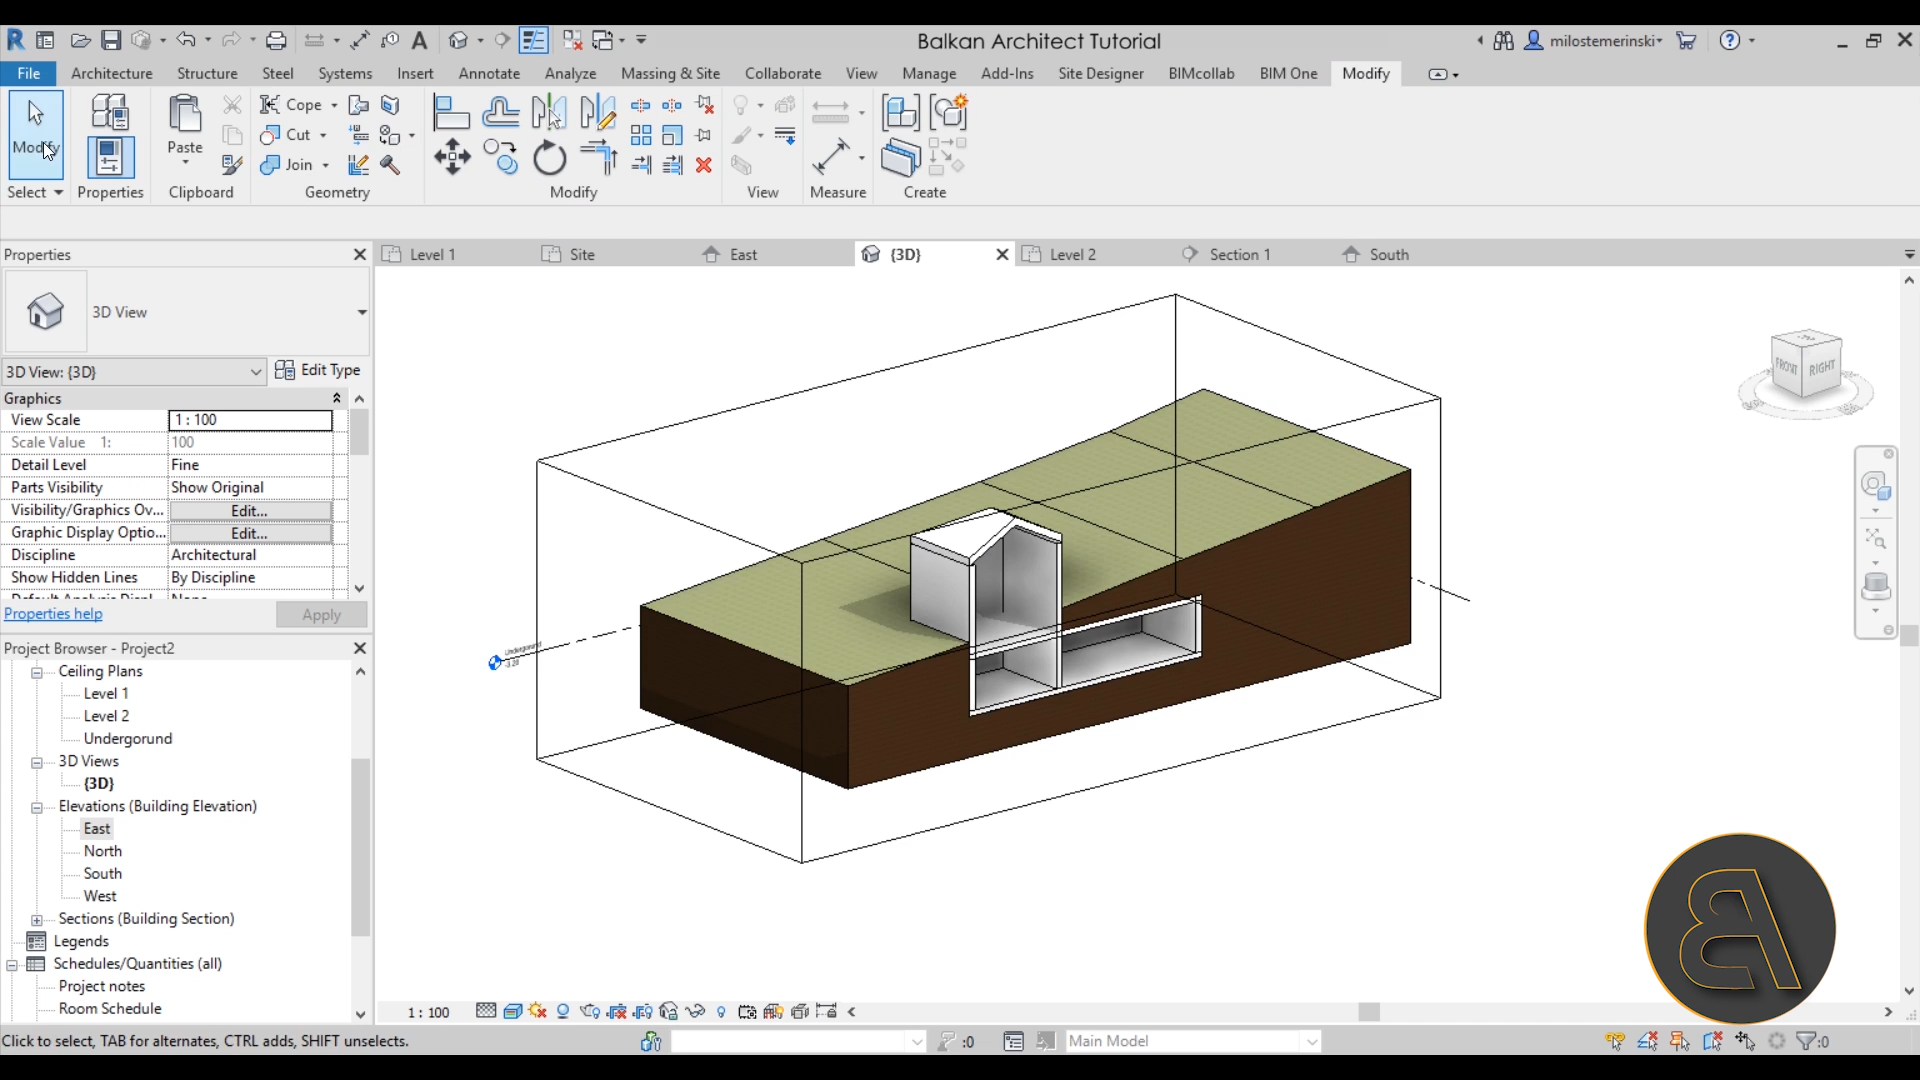 Balkan Architect Tutorial
milostemerinski
File Architecture Structure Steel Systems Insert Annotate Analyze Massing & Site Collaborate View Manage Add-Ins Site Designer BIMcollab BIM One Modify
Modify
Paste
Cope
Cut
Join
Select Properties Clipboard Geometry Modify View Measure Create
Properties
Level 1 Site East {3D} Level 2 Section 1 South
3D View
3D View: {3D} Edit Type
Graphics
View Scale 1 : 100
Scale Value 1: 100
Detail Level Fine
Parts Visibility Show Original
Visibility/Graphics Ov... Edit...
Graphic Display Optio... Edit...
Discipline Architectural
Show Hidden Lines By Discipline
Properties help Apply
Project Browser - Project2
Ceiling Plans
Level 1
Level 2
Undergorund
3D Views
{3D}
Elevations (Building Elevation)
East
North
South
West
Sections (Building Section)
Legends
Schedules/Quantities (all)
Project notes
Room Schedule
Undergorund
-3.20
FRONT RIGHT
1 : 100
Click to select, TAB for alternates, CTRL adds, SHIFT unselects.
:0
Main Model
:0